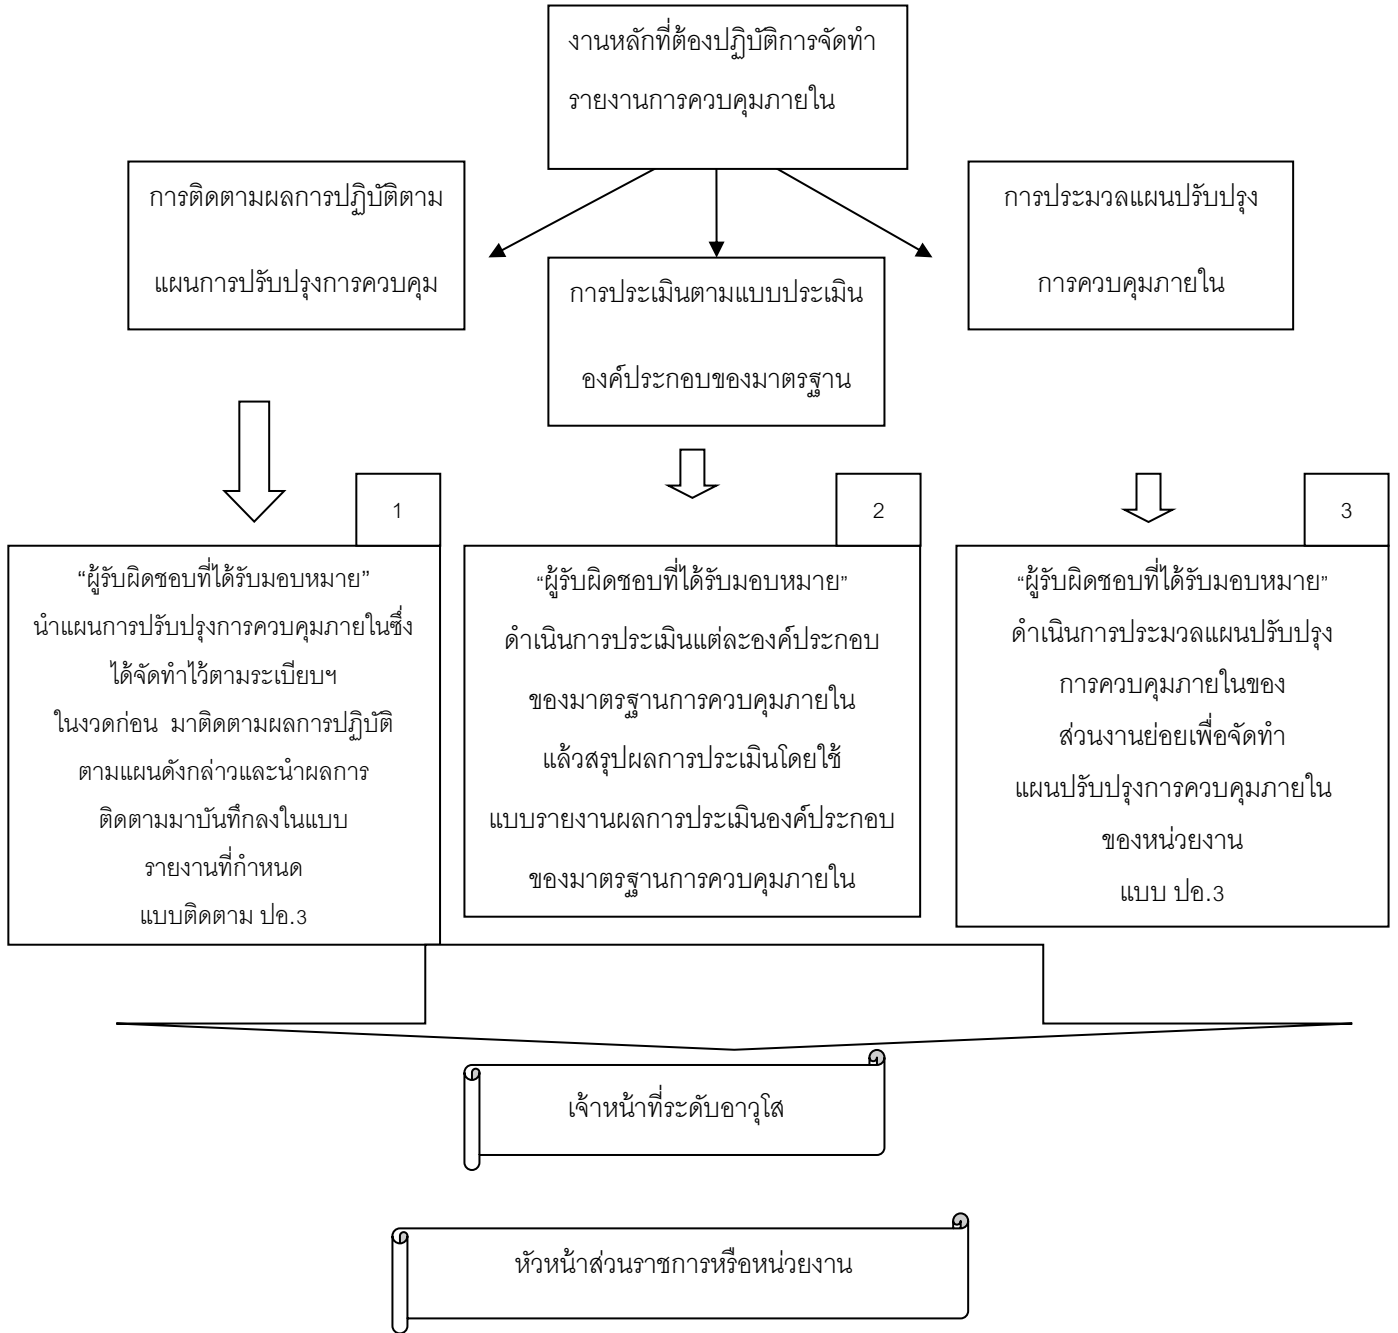 งานหลักที่ต้องปฏิบัติการจัดทำ
รายงานการควบคุมภายใน
การติดตามผลการปฏิบัติตาม
แผนการปรับปรุงการควบคุม
การประเมินตามแบบประเมิน
องค์ประกอบของมาตรฐาน
การประมวลแผนปรับปรุง
การควบคุมภายใน
1
“ผู้รับผิดชอบที่ได้รับมอบหมาย”
นำแผนการปรับปรุงการควบคุมภายในซึ่ง
ได้จัดทำไว้ตามระเบียบฯ
ในงวดก่อน มาติดตามผลการปฏิบัติ
ตามแผนดังกล่าวและนำผลการ
ติดตามมาบันทึกลงในแบบ
รายงานที่กำหนด
แบบติดตาม ปอ.3
2
“ผู้รับผิดชอบที่ได้รับมอบหมาย”
ดำเนินการประเมินแต่ละองค์ประกอบ
ของมาตรฐานการควบคุมภายใน
แล้วสรุปผลการประเมินโดยใช้
แบบรายงานผลการประเมินองค์ประกอบ
ของมาตรฐานการควบคุมภายใน
3
“ผู้รับผิดชอบที่ได้รับมอบหมาย”
ดำเนินการประมวลแผนปรับปรุง
การควบคุมภายในของ
ส่วนงานย่อยเพื่อจัดทำ
แผนปรับปรุงการควบคุมภายใน
ของหน่วยงาน
แบบ ปอ.3
เจ้าหน้าที่ระดับอาวุโส
หัวหน้าส่วนราชการหรือหน่วยงาน